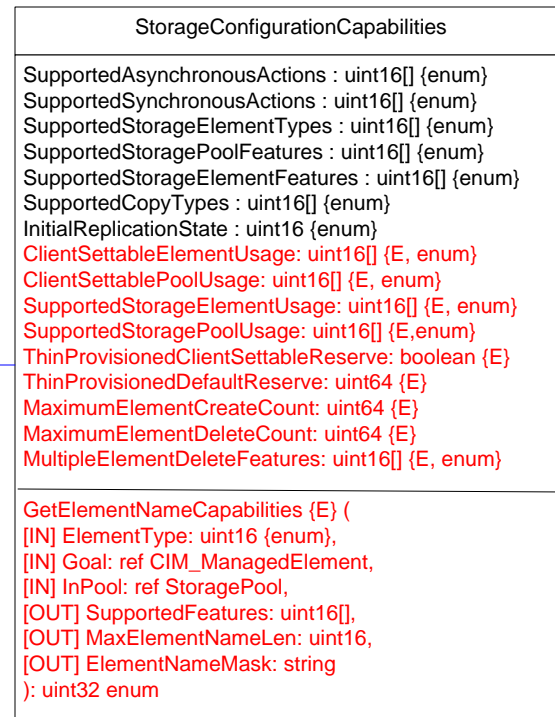 StorageConfigurationCapabilities
SupportedAsynchronousActions : uint16[] {enum}
SupportedSynchronousActions : uint16[] {enum}
SupportedStorageElementTypes : uint16[] {enum}
SupportedStoragePoolFeatures : uint16[] {enum}
SupportedStorageElementFeatures : uint16[] {enum}
SupportedCopyTypes : uint16[] {enum}
InitialReplicationState : uint16 {enum}
ClientSettableElementUsage: uint16[] {E, enum}
ClientSettablePoolUsage: uint16[] {E, enum}
SupportedStorageElementUsage: uint16[] {E, enum}
SupportedStoragePoolUsage: uint16[] {E,enum}
ThinProvisionedClientSettableReserve: boolean {E}
ThinProvisionedDefaultReserve: uint64 {E}
MaximumElementCreateCount: uint64 {E}
MaximumElementDeleteCount: uint64 {E}
MultipleElementDeleteFeatures: uint16[] {E, enum}
GetElementNameCapabilities {E} (
[IN] ElementType: uint16 {enum},
[IN] Goal: ref CIM_ManagedElement,
[IN] InPool: ref StoragePool,
[OUT] SupportedFeatures: uint16[],
[OUT] MaxElementNameLen: uint16,
[OUT] ElementNameMask: string
): uint32 enum